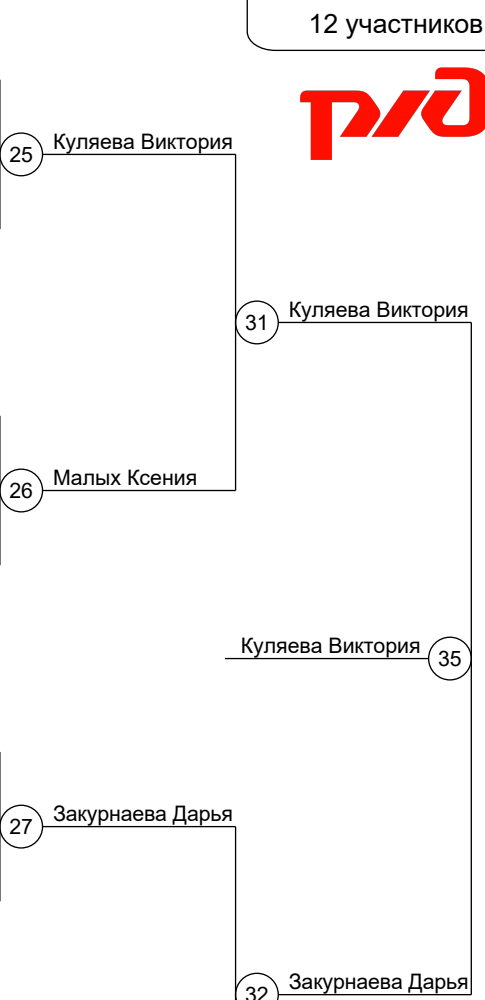 12 участников
ржд
25 Куляева Виктория
31 Куляева Виктория
26 Малых Ксения
Куляева Виктория 35
27 Закурнаева Дарья
32 Закурнаева Дарья